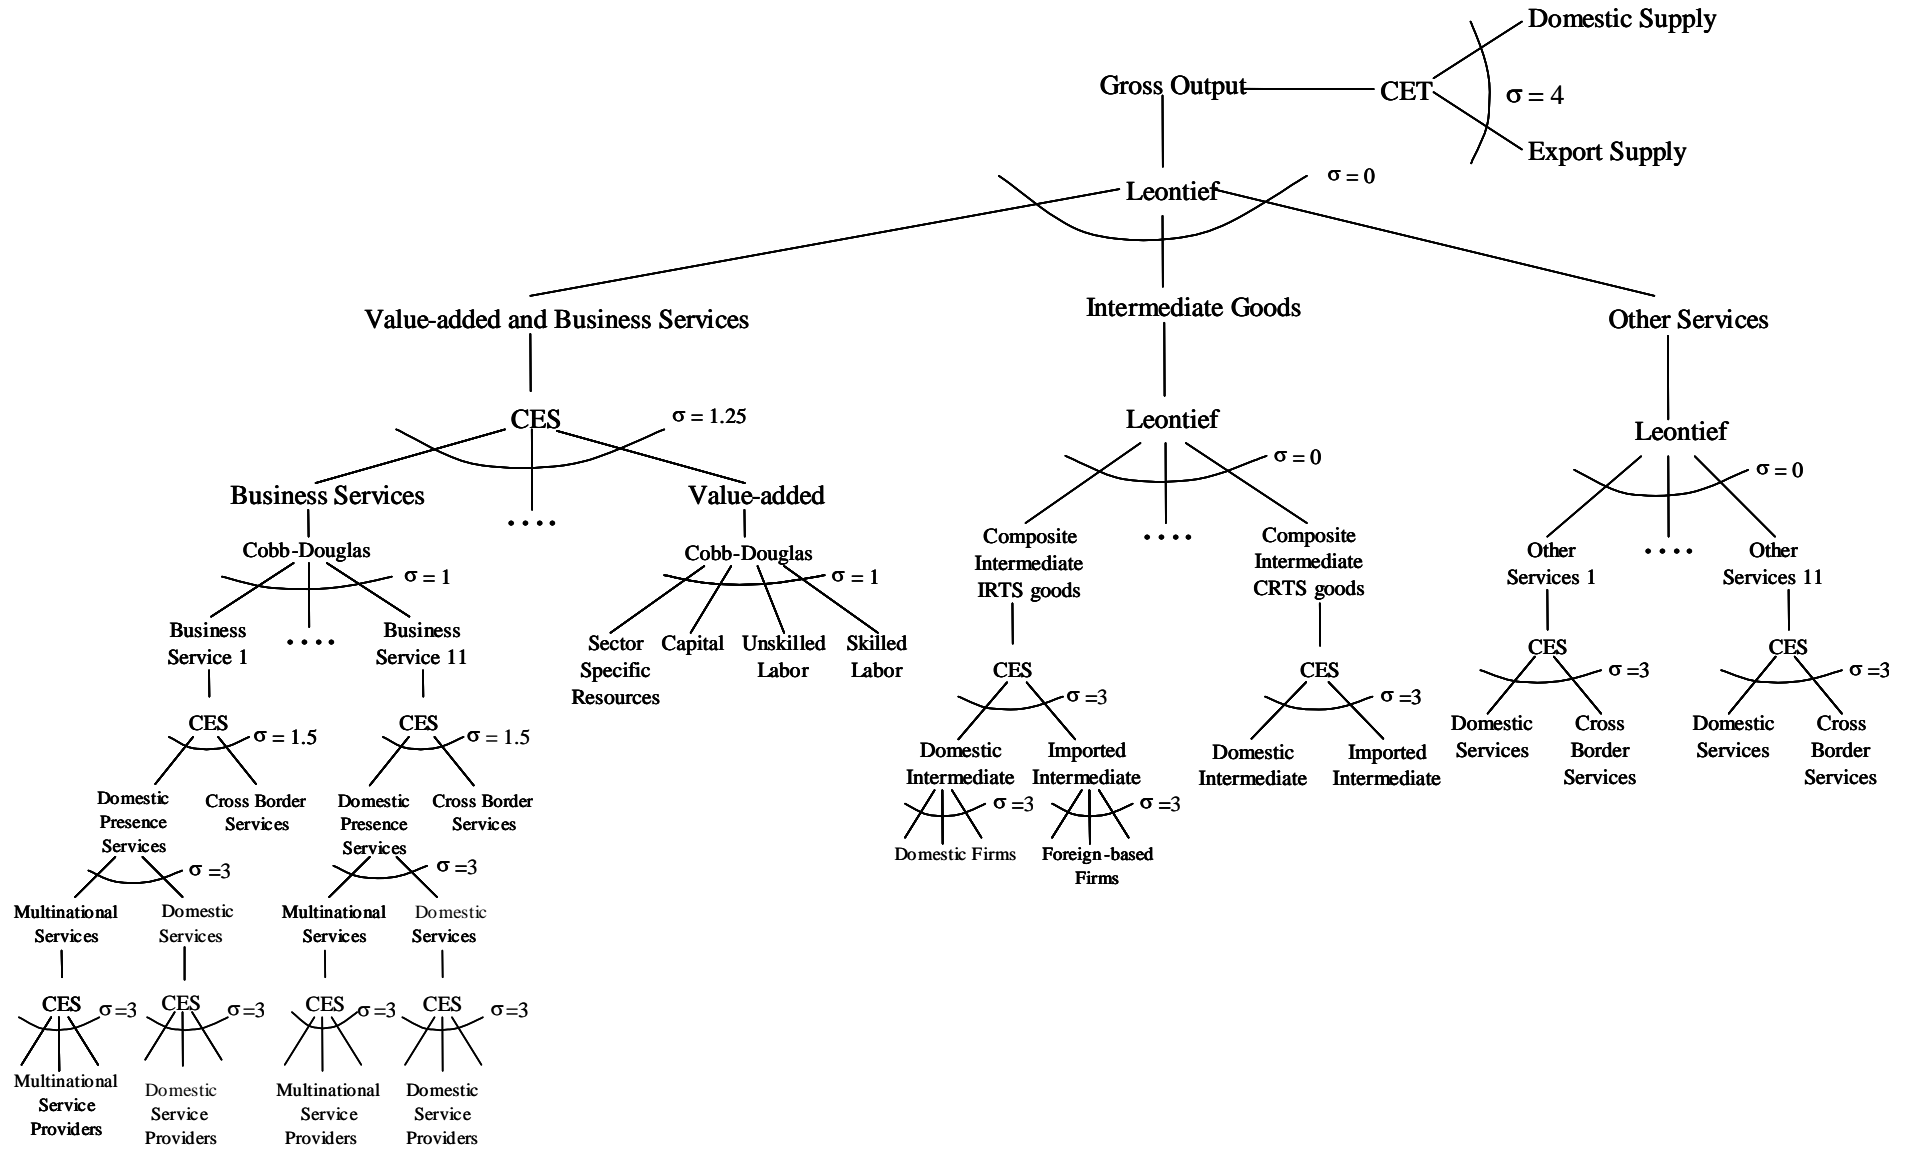 Domestic Supply
Gross Output
CET
σ = 4
Export Supply
σ = 0
Leontief
Value-added and Business Services
Intermediate Goods
Other Services
CES
σ = 1.25
Leontief
σ = 0
Leontief
σ = 0
Business Services
....
Value-added
Cobb-Douglas
σ = 1
Cobb-Douglas
σ = 1
Business
Service 1
....
Business
Service 11
Sector
Specific
Resources
Capital
Unskilled
Labor
Skilled
Labor
Composite
Intermediate
IRTS goods
....
Composite
Intermediate
CRTS goods
Other
Services 1
....
Other
Services 11
CES
σ = 1.5
CES
σ = 1.5
CES
σ =3
CES
σ =3
CES
σ =3
CES
σ =3
Domestic
Presence
Services
Cross Border
Services
Domestic
Presence
Services
Cross Border
Services
Domestic
Intermediate
Imported
Intermediate
Domestic
Intermediate
Imported
Intermediate
Domestic
Services
Cross
Border
Services
Domestic
Services
Cross
Border
Services
σ =3
σ =3
Domestic Firms
Foreign-based
Firms
σ =3
σ =3
Multinational
Services
Domestic
Services
Multinational
Services
Domestic
Services
CES
σ =3
CES
σ =3
CES
σ =3
CES
σ =3
Multinational
Service
Providers
Domestic
Service
Providers
Multinational
Service
Providers
Domestic
Service
Providers